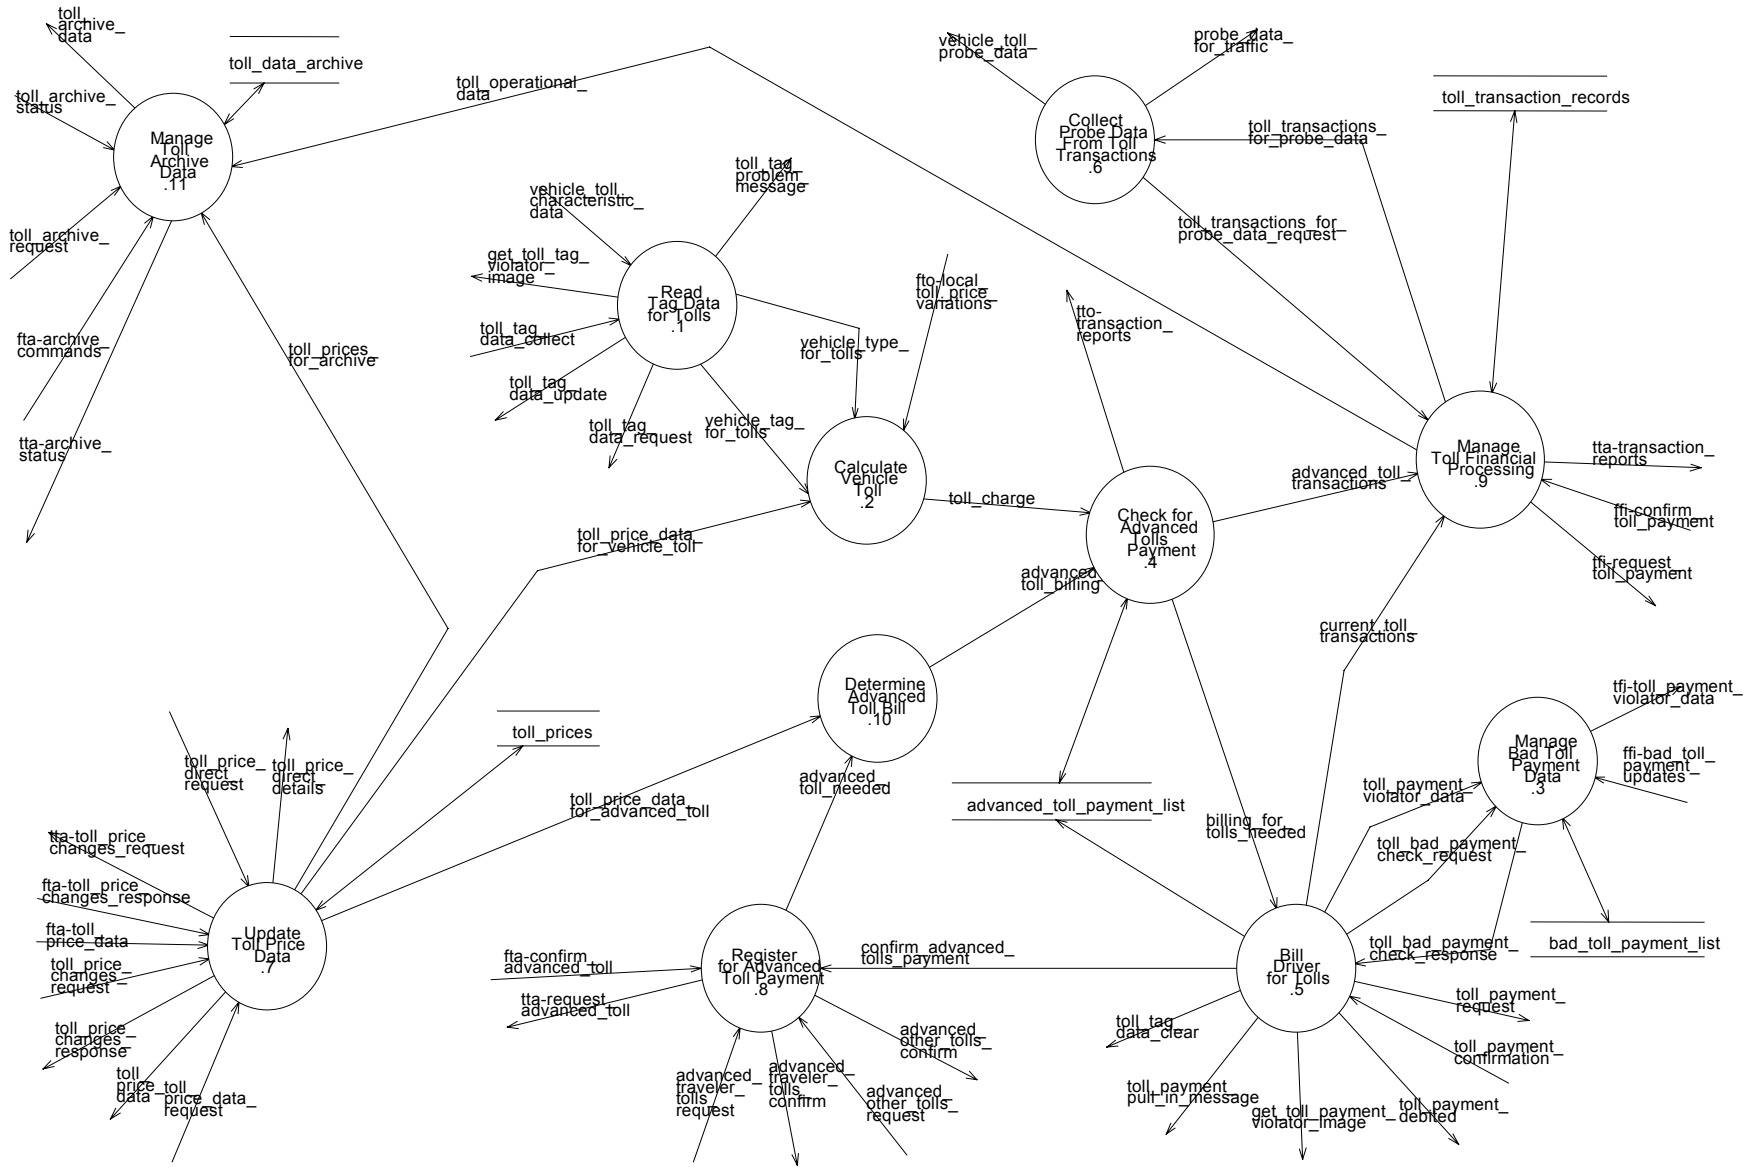 toll_
archive_
data
toll_data_archive
toll_archive_
status
Manage
Toll
Archive
Data
.11
toll_archive_
request
fta-archive_
commands
tta-archive_
status
toll_prices_
for_archive
toll_operational_
data
vehicle_toll_
probe_data
probe_data_
for_traffic
toll_transaction_records
Collect
Probe Data
From Toll
Transactions
.6
toll_transactions_
for_probe_data
toll_transactions_for_
probe_data_request
vehicle_toll_
characteristic_
data
toll_tag_
problem_
message
get_toll_tag_
violator_
image
Read
Tag Data
for Tolls
.1
toll_tag_
data_collect
toll_tag_
data_update
toll_tag_
data_request
vehicle_tag_
for_tolls
vehicle_type_
for_tolls
fto-local_
toll_price_
variations
tto-
transaction_
reports
Calculate
Vehicle
Toll
.2
toll_charge
toll_price_data_
for_vehicle_toll
Check for
Advanced
Tolls
Payment
.4
advanced_toll_
transactions
Manage
Toll Financial
Processing
.9
tta-transaction_
reports
ffi-confirm_
toll_payment
tfi-request_
toll_payment
advanced_
toll_billing
current_toll_
transactions
Determine
Advanced
Toll Bill
.10
toll_prices
toll_price_
direct_
request
toll_price_
direct_
details
toll_price_data_
for_advanced_toll
advanced_
toll_needed
advanced_toll_payment_list
billing_for_
tolls_needed
tfi-toll_payment_
violator_data
Manage
Bad Toll
Payment
Data
.3
ffi-bad_toll_
payment_
updates
toll_payment_
violator_data_
toll_bad_payment_
check_request
toll_bad_payment_
check_response
bad_toll_payment_list
tta-toll_price_
changes_request
fta-toll_price_
changes_response
fta-toll_
price_data
toll_price_
changes_
request
Update
Toll Price
Data
.7
toll_price_
changes_
response
toll_
price_
data
toll_
price_data_
request
fta-confirm_
advanced_toll
tta-request_
advanced_toll
Register
for Advanced
Toll Payment
.8
confirm_advanced_
tolls_payment
advanced_
traveler_
tolls_
request
advanced_
traveler_
tolls_
confirm
advanced_
other_tolls_
confirm
advanced_
other_tolls_
request
Bill
Driver
for Tolls
.5
toll_tag_
data_clear
toll_payment_
pull_in_message
get_toll_payment_
violator_image
toll_payment_
debited
toll_payment_
confirmation
toll_payment_
request